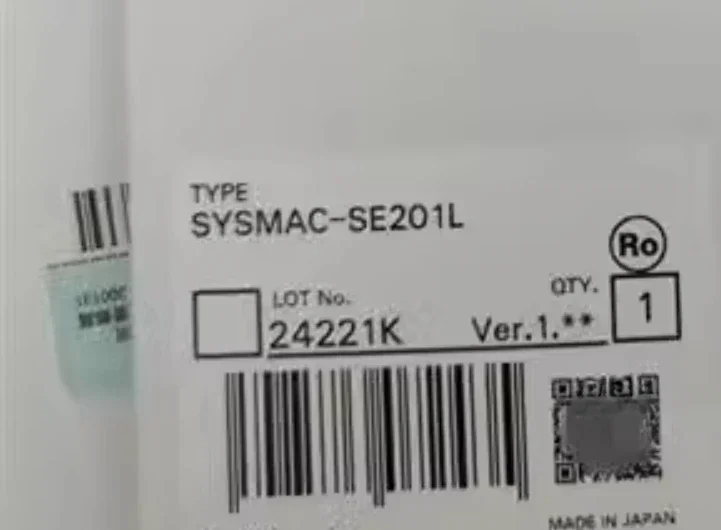 TYPE
SYSMAC-SE201L
Ro
LOT No.
QTY.
24221K Ver.1.**
1
MADE IN JAPAN